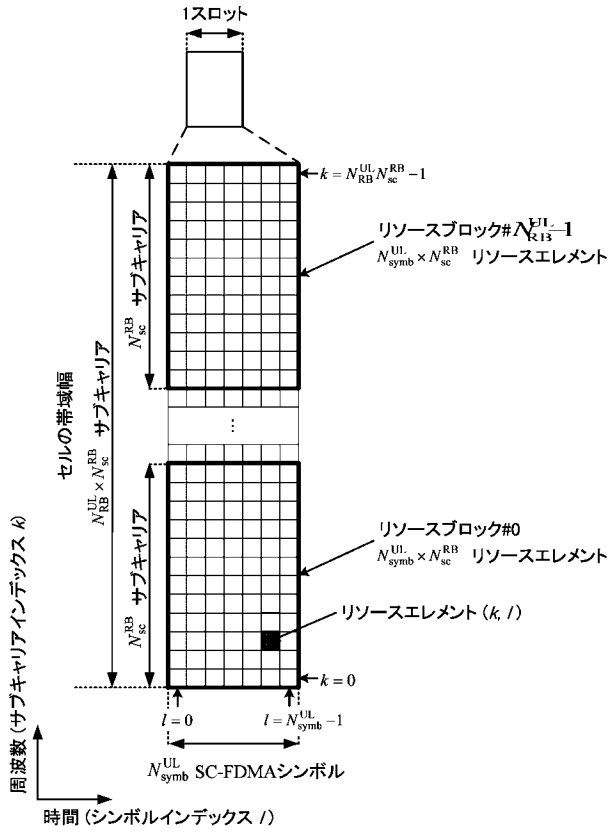 1スロット
k = N_RB^UL N_sc^RB − 1
リソースブロック#N_RB^UL−1
N_symb^UL × N_sc^RB リソースエレメント
N_sc^RB サブキャリア
セルの帯域幅
N_RB^UL × N_sc^RB サブキャリア
...
N_sc^RB サブキャリア
リソースブロック#0
N_symb^UL × N_sc^RB リソースエレメント
リソースエレメント (k, l)
k = 0
l = 0
l = N_symb^UL − 1
N_symb^UL SC-FDMAシンボル
周波数 (サブキャリアインデックス k)
時間 (シンボルインデックス l)